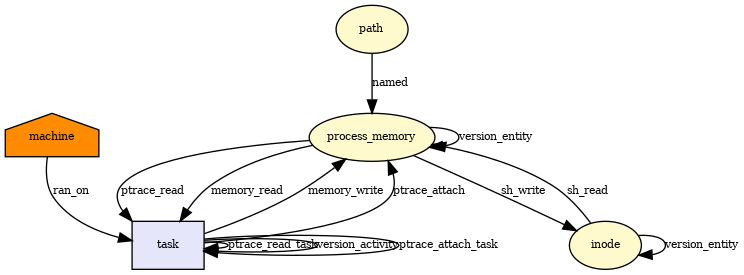 path
named
machine
process_memory
version_entity
ran_on
ptrace_read
memory_read
memory_write
ptrace_attach
sh_write
sh_read
task
ptrace_read_task
version_activity
ptrace_attach_task
inode
version_entity